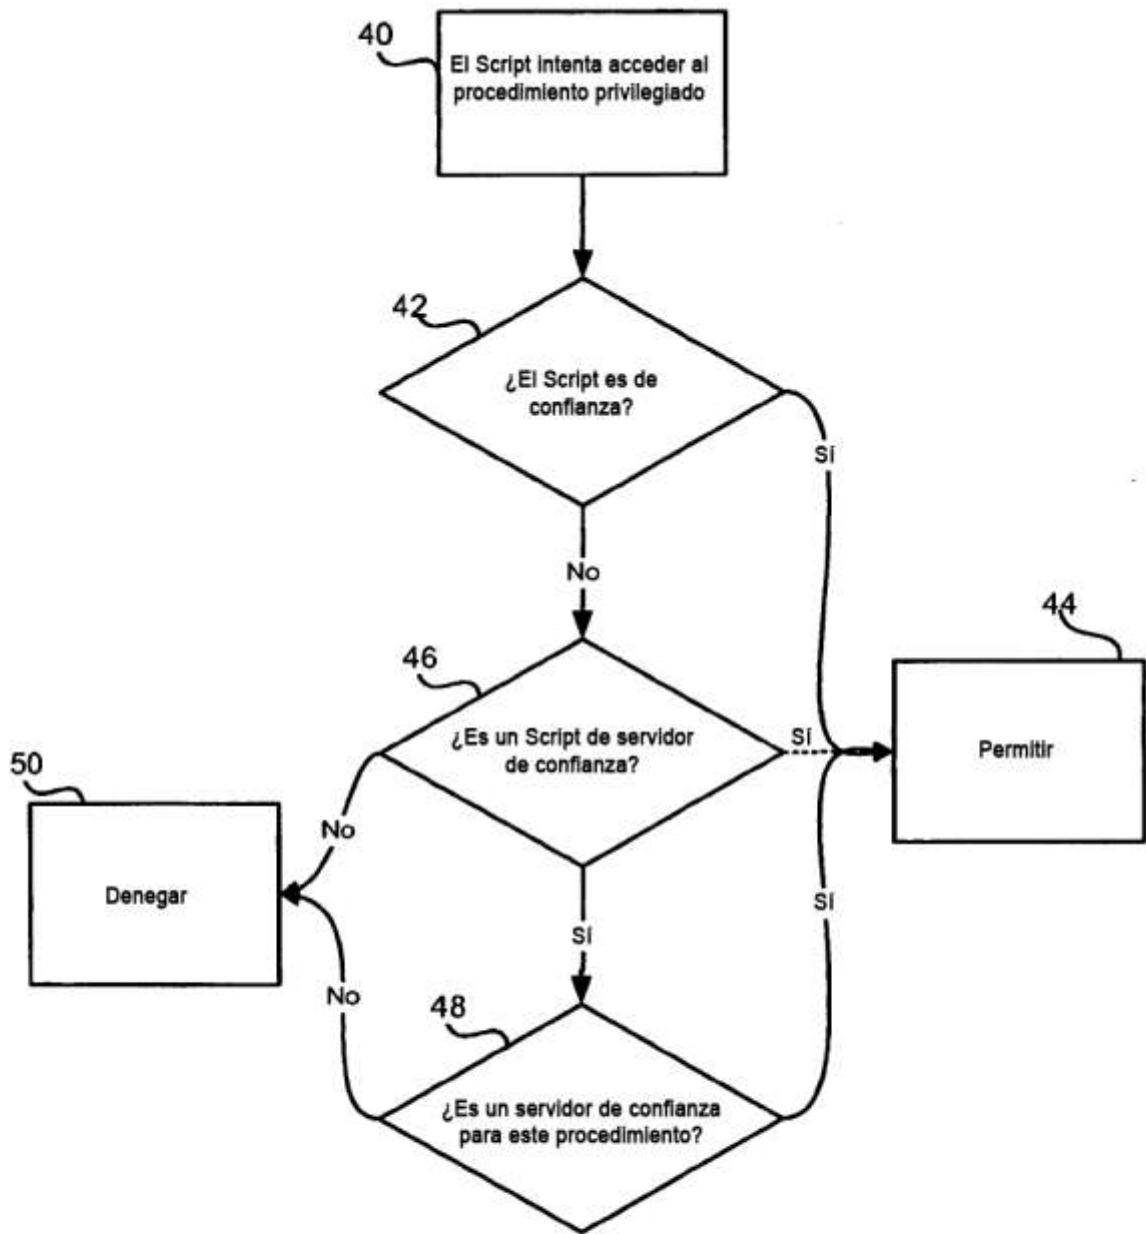 40
El Script intenta acceder al
procedimiento privilegiado
42
¿El Script es de
confianza?
Sí
No
44
46
¿Es un Script de servidor
de confianza?
Sí
Permitir
50
No
Denegar
Sí
Sí
No
48
¿Es un servidor de confianza
para este procedimiento?